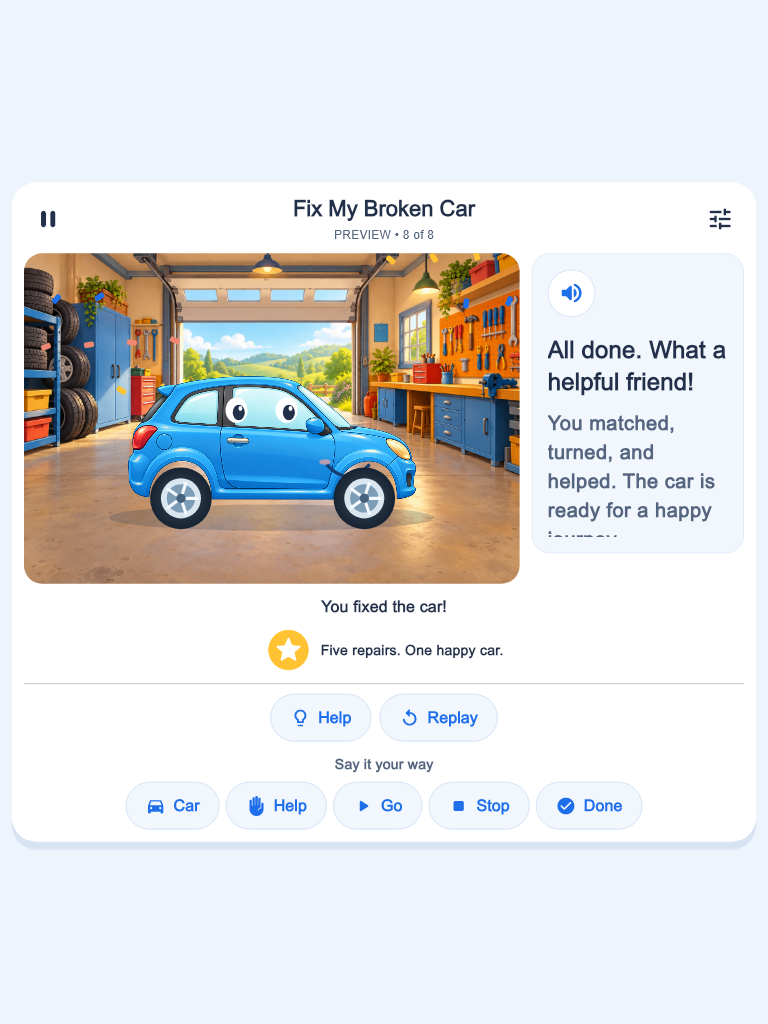 Fix My Broken Car
PREVIEW • 8 of 8
All done. What a
helpful friend!
You matched,
turned, and
helped. The car is
ready for a happy
You fixed the car!
Five repairs. One happy car.
Help
Replay
Say it your way
Car
Help
Go
Stop
Done